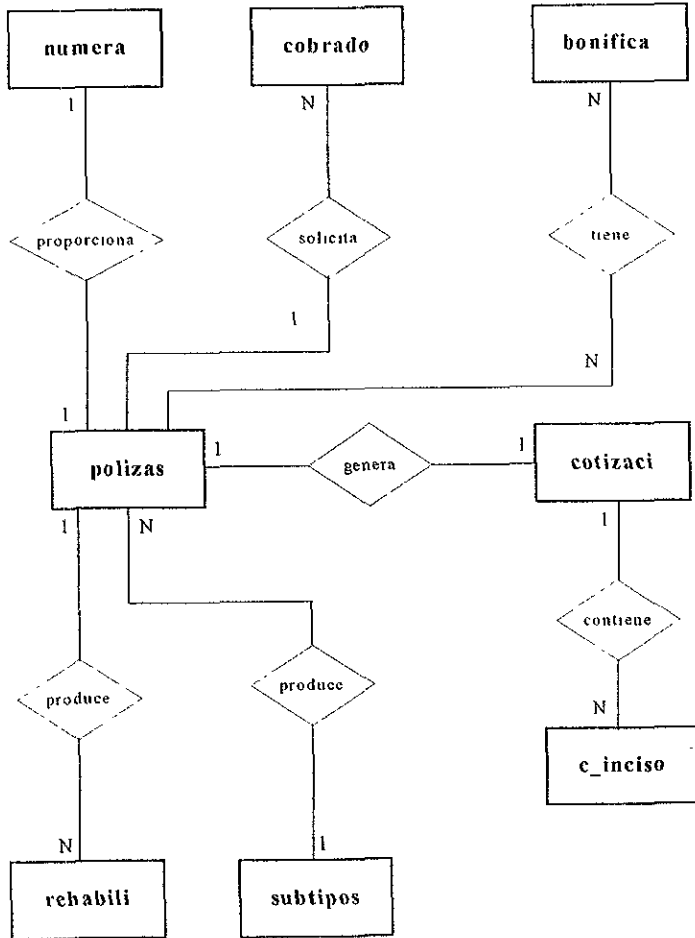 numera
cobrado
bonifica
1
N
N
proporciona
solicita
tiene
1
N
1
polizas
1
genera
1
cotizaci
1
N
1
contiene
produce
produce
N
c_inciso
N
1
rehabili
subtipos